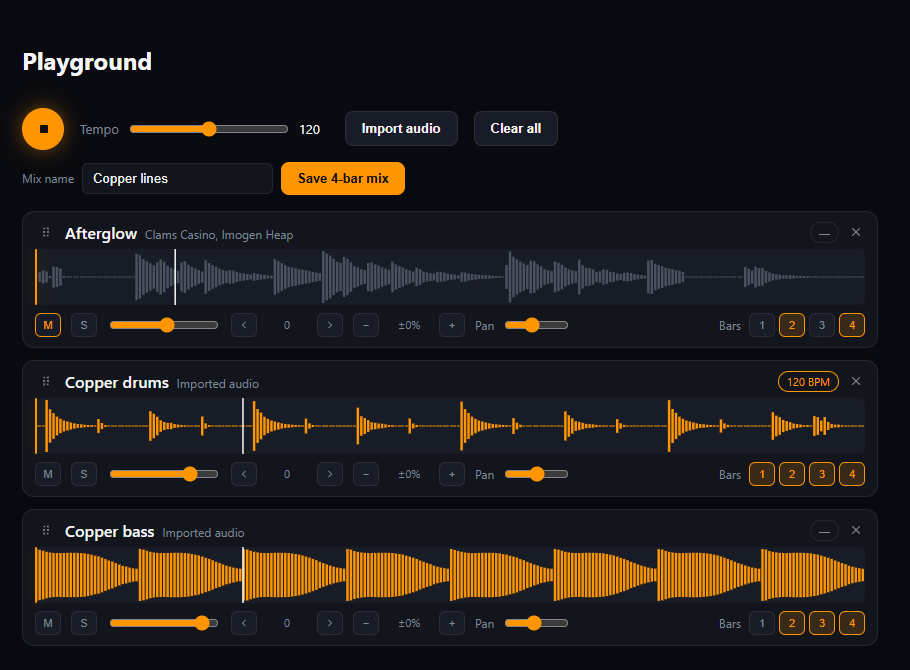 Playground
Tempo 120 Import audio Clear all
Mix name Copper lines Save 4-bar mix
Afterglow Clams Casino, Imogen Heap — ×
M S < 0 > − ±0% + Pan Bars 1 2 3 4
Copper drums Imported audio 120 BPM ×
M S < 0 > − ±0% + Pan Bars 1 2 3 4
Copper bass Imported audio — ×
M S < 0 > − ±0% + Pan Bars 1 2 3 4